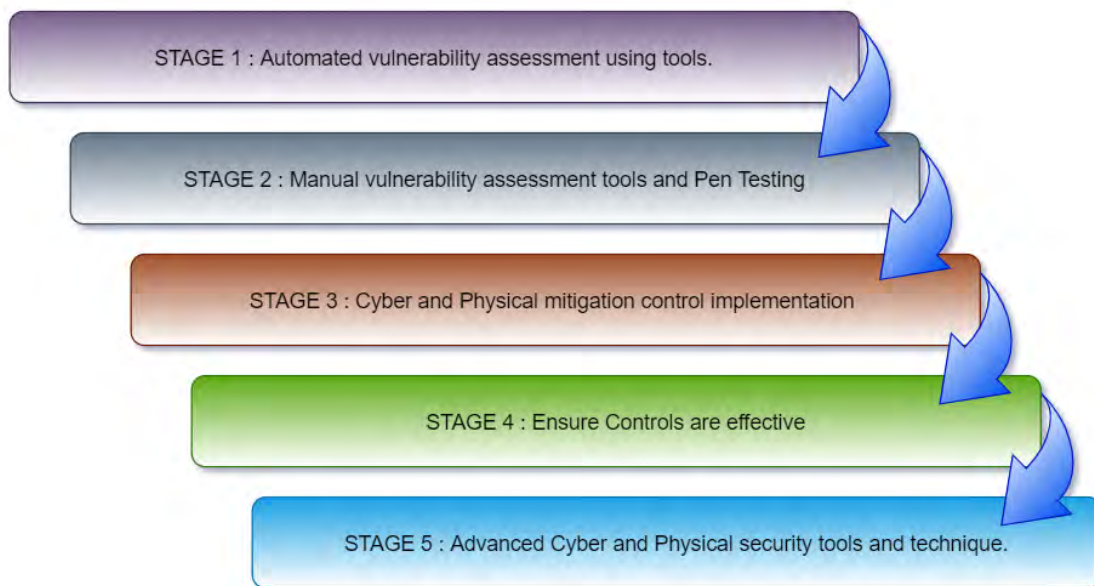 STAGE 1 : Automated vulnerability assessment using tools.
STAGE 2 : Manual vulnerability assessment tools and Pen Testing
STAGE 3 : Cyber and Physical mitigation control implementation
STAGE 4 : Ensure Controls are effective
STAGE 5 : Advanced Cyber and Physical security tools and technique.